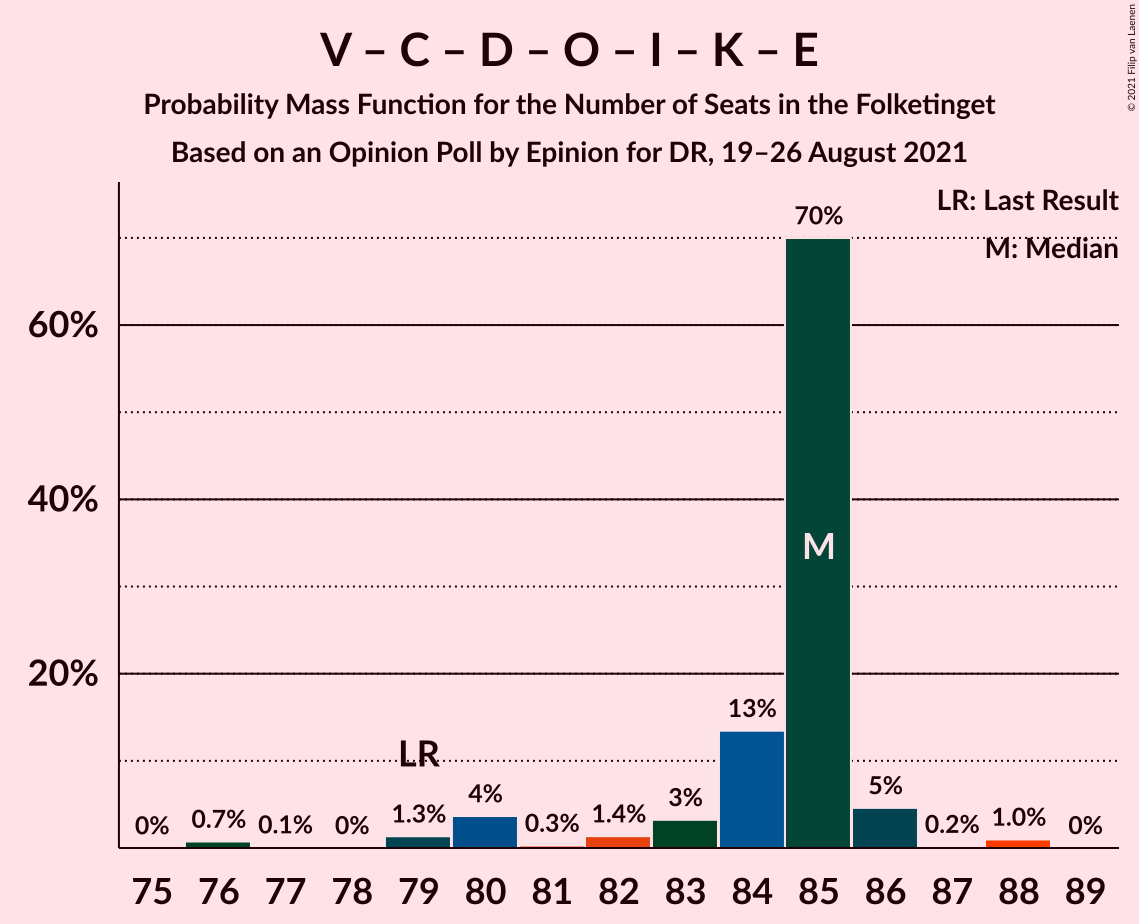 V – C – D – O – I – K – E
Probability Mass Function for the Number of Seats in the Folketinget
Based on an Opinion Poll by Epinion for DR, 19–26 August 2021
© 2021 Filip van Laenen
LR: Last Result
M: Median
60%
40%
20%
0%
0.7%
0.1%
0%
1.3%
4%
0.3%
1.4%
3%
13%
70%
5%
0.2%
1.0%
0%
LR
M
75 76 77 78 79 80 81 82 83 84 85 86 87 88 89